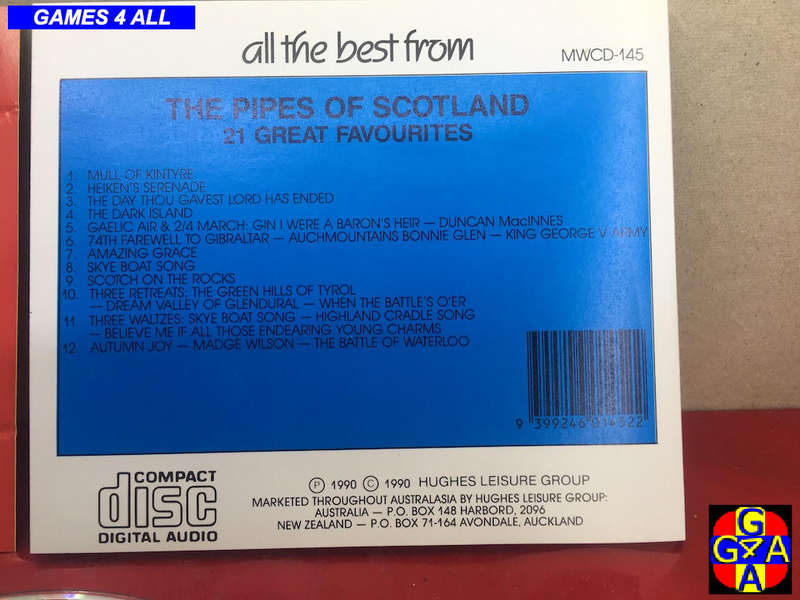 GAMES 4 ALL
all the best from
MWCD-145
THE PIPES OF SCOTLAND
21 GREAT FAVOURITES
1. MULL OF KINTYRE
2. HEIKEN'S SERENADE
3. THE DAY THOU GAVEST LORD HAS ENDED
4. THE DARK ISLAND
5. GAELIC AIR & 2/4 MARCH: GIN I WERE A BARON'S HEIR — DUNCAN MacINNES
6. 74TH FAREWELL TO GIBRALTAR — AUCHMOUNTAINS BONNIE GLEN — KING GEORGE V ARMY
7. AMAZING GRACE
8. SKYE BOAT SONG
9. SCOTCH ON THE ROCKS
10. THREE RETREATS: THE GREEN HILLS OF TYROL
— DREAM VALLEY OF GLENDURAL — WHEN THE BATTLE'S O'ER
11. THREE WALTZES: SKYE BOAT SONG — HIGHLAND CRADLE SONG
— BELIEVE ME IF ALL THOSE ENDEARING YOUNG CHARMS
12. AUTUMN JOY — MADGE WILSON — THE BATTLE OF WATERLOO
9 399246 014522
COMPACT
disc
DIGITAL AUDIO
℗ 1990 © 1990 HUGHES LEISURE GROUP
MARKETED THROUGHOUT AUSTRALASIA BY HUGHES LEISURE GROUP:
AUSTRALIA — P.O. BOX 148 HARBORD, 2096
NEW ZEALAND — P.O. BOX 71-164 AVONDALE, AUCKLAND
G
G4A
A